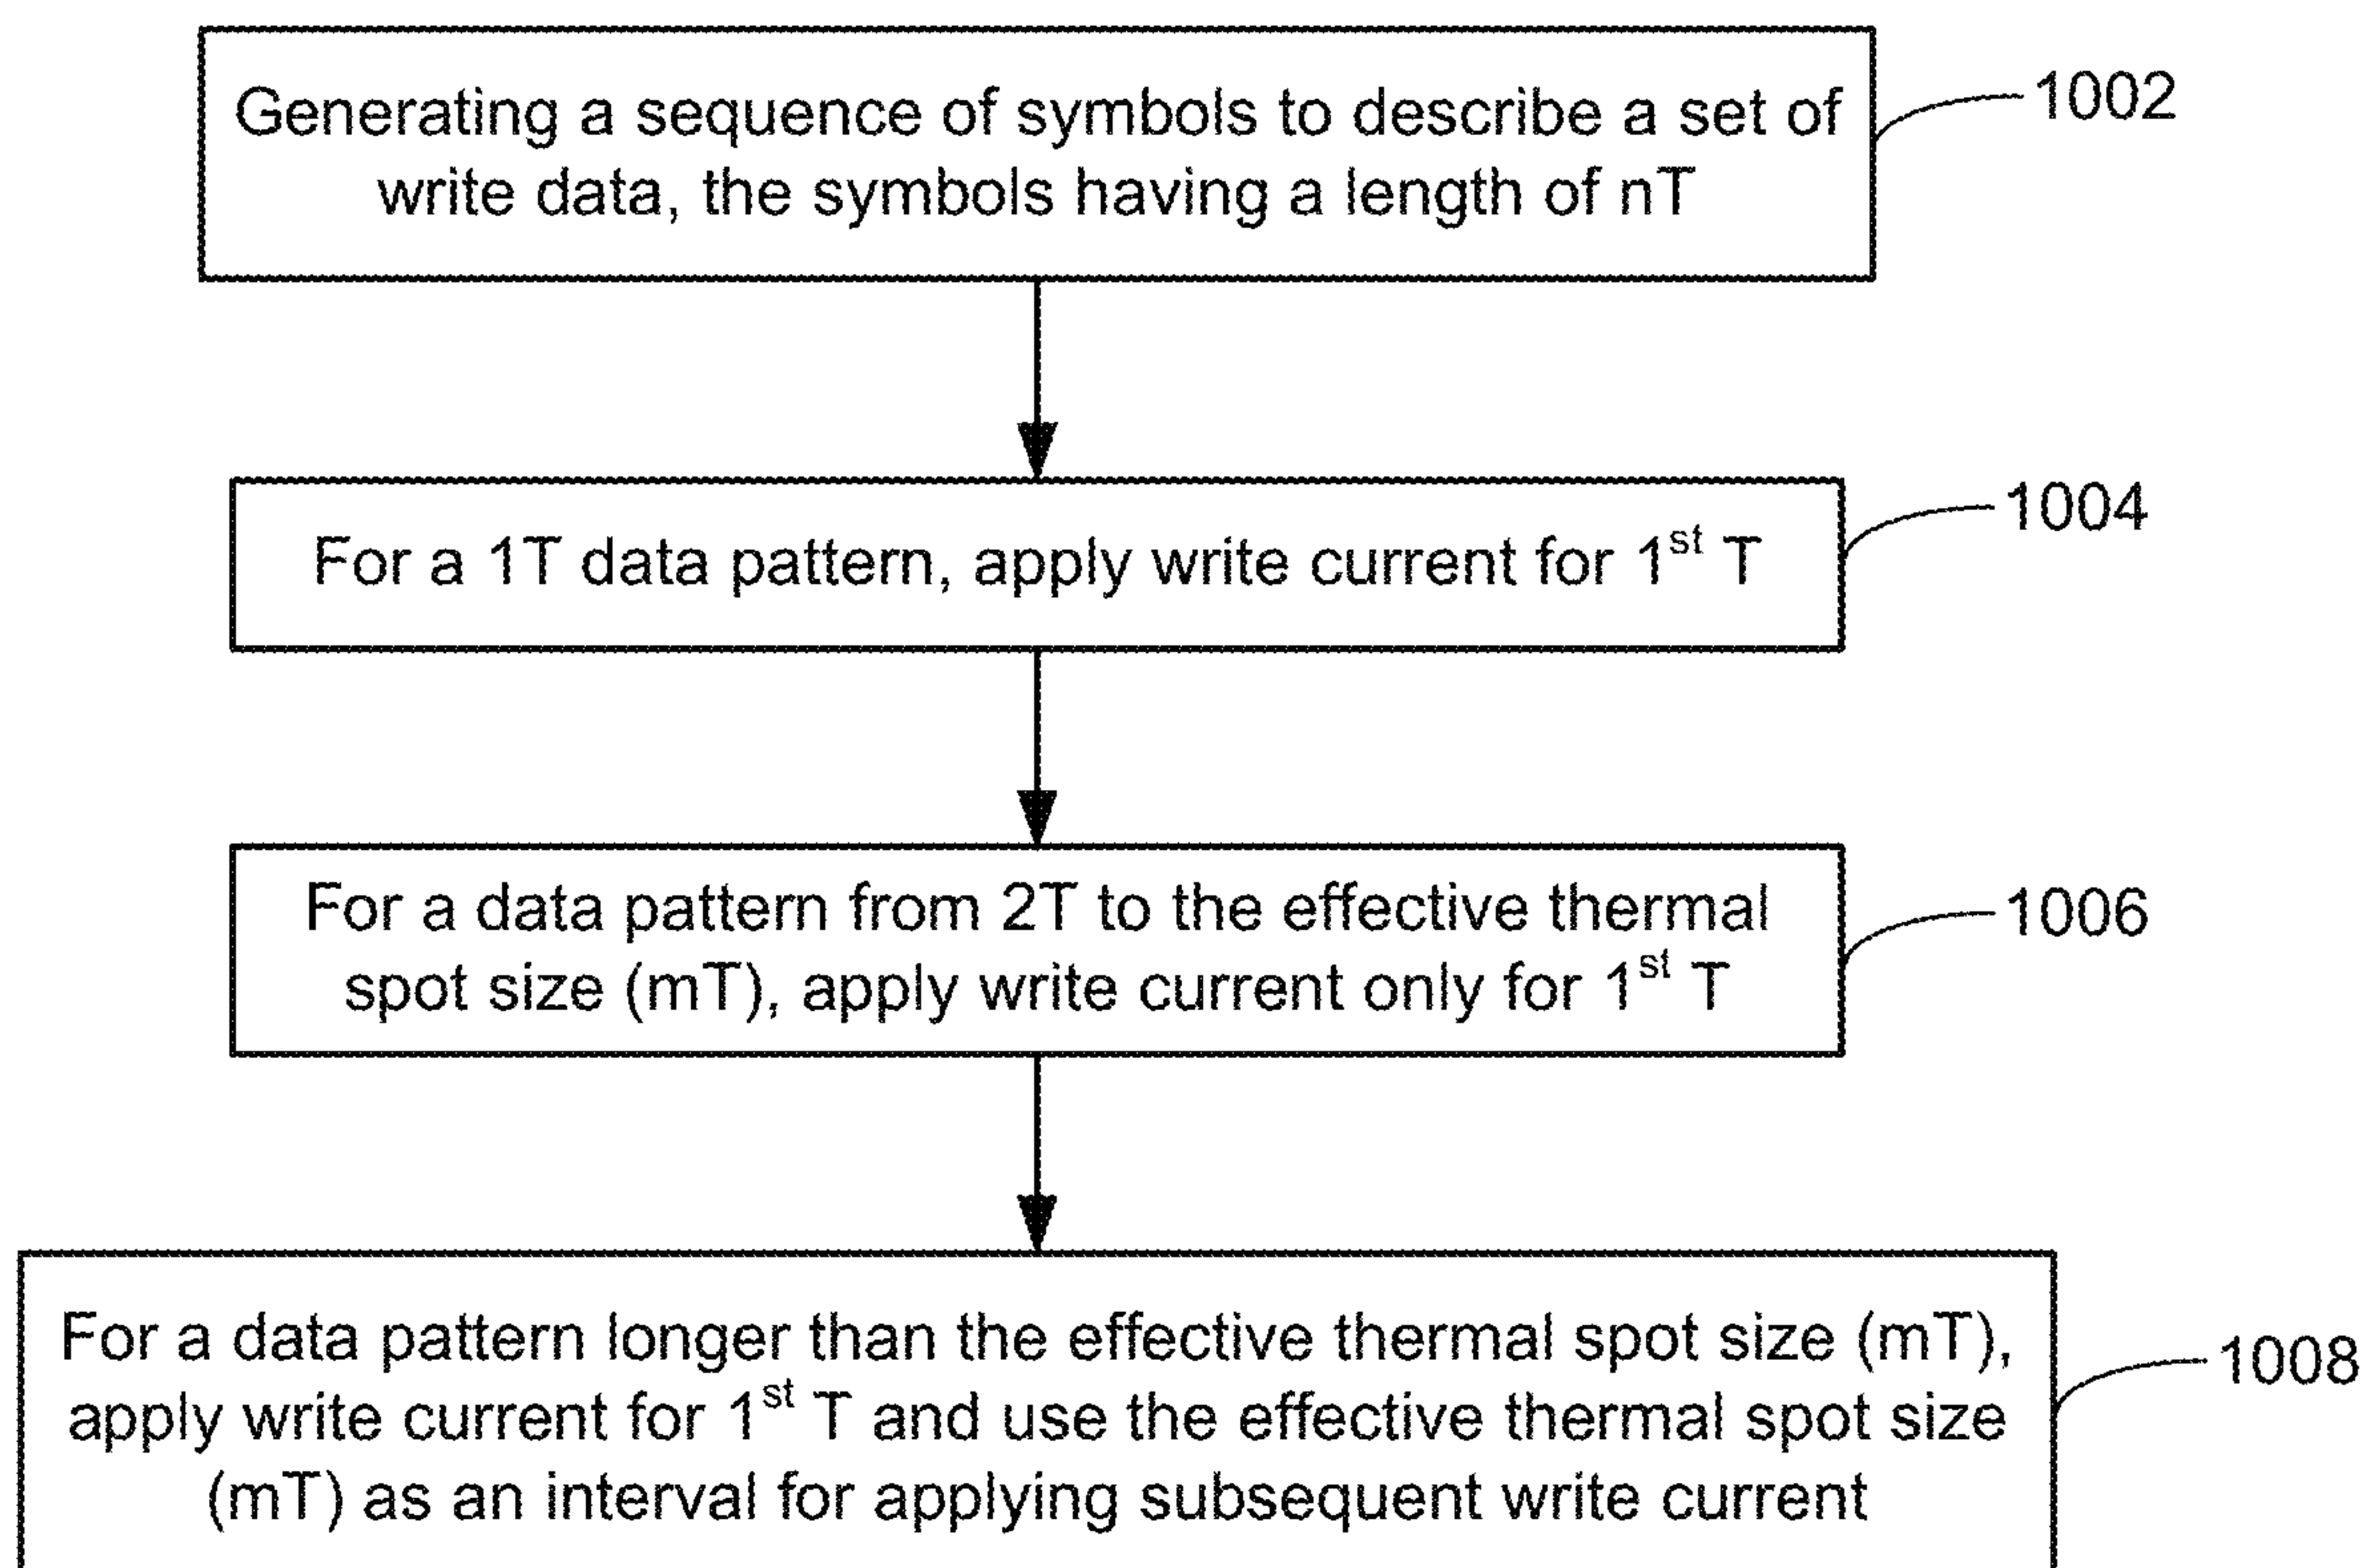 Generating a sequence of symbols to describe a set of
write data, the symbols having a length of nT
1002
For a 1T data pattern, apply write current for 1st T
1004
For a data pattern from 2T to the effective thermal
spot size (mT), apply write current only for 1st T
1006
For a data pattern longer than the effective thermal spot size (mT),
apply write current for 1st T and use the effective thermal spot size
(mT) as an interval for applying subsequent write current
1008